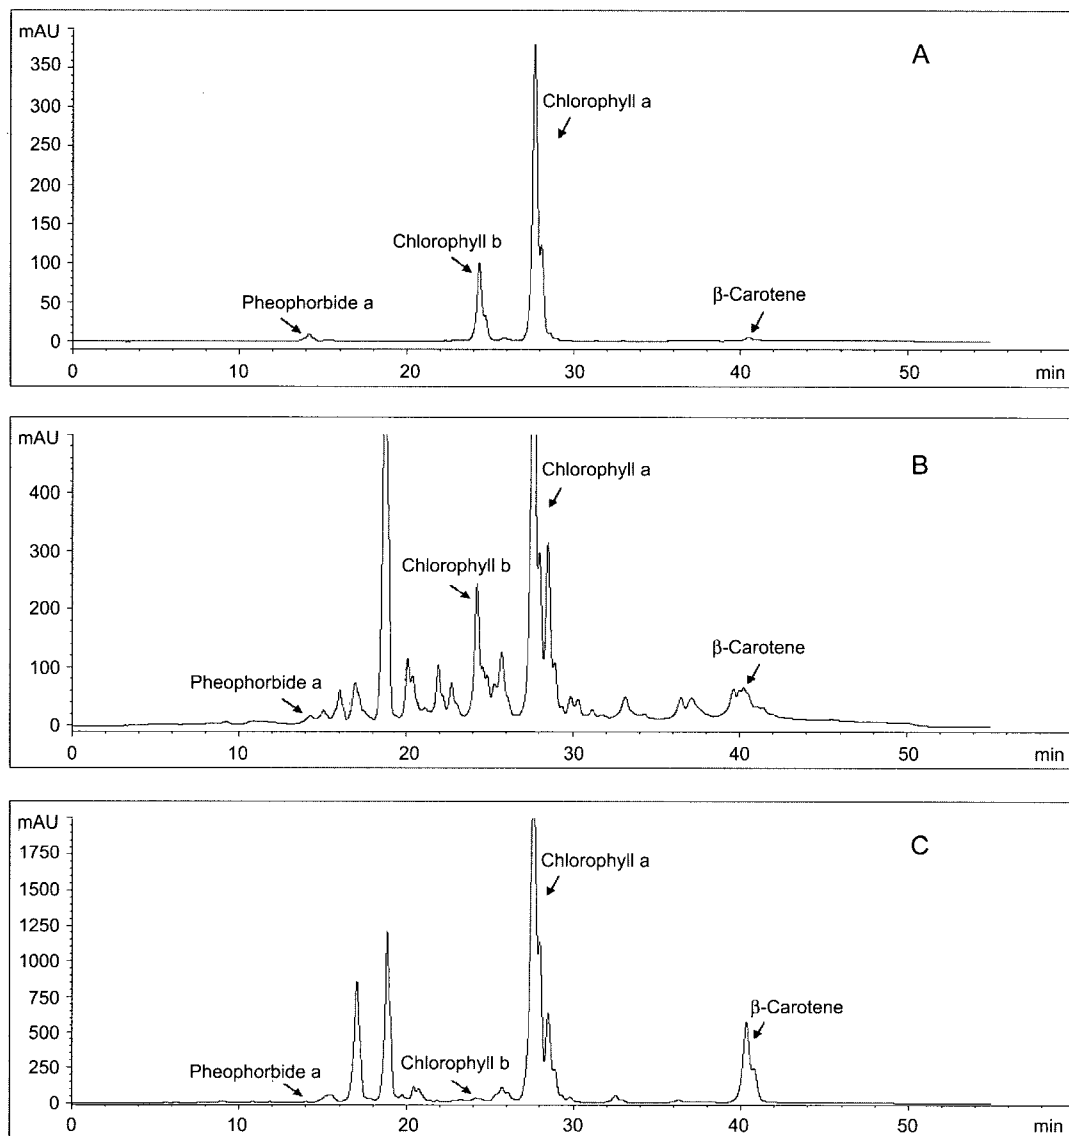 mAU
A
350
300
250
200
150
100
50
0
Chlorophyll a
Chlorophyll b
Pheophorbide a
β-Carotene
0 10 20 30 40 50 min
mAU
B
400
300
200
100
0
Chlorophyll a
Chlorophyll b
Pheophorbide a
β-Carotene
0 10 20 30 40 50 min
mAU
C
1750
1500
1250
1000
750
500
250
0
Chlorophyll a
β-Carotene
Pheophorbide a
Chlorophyll b
0 10 20 30 40 50 min